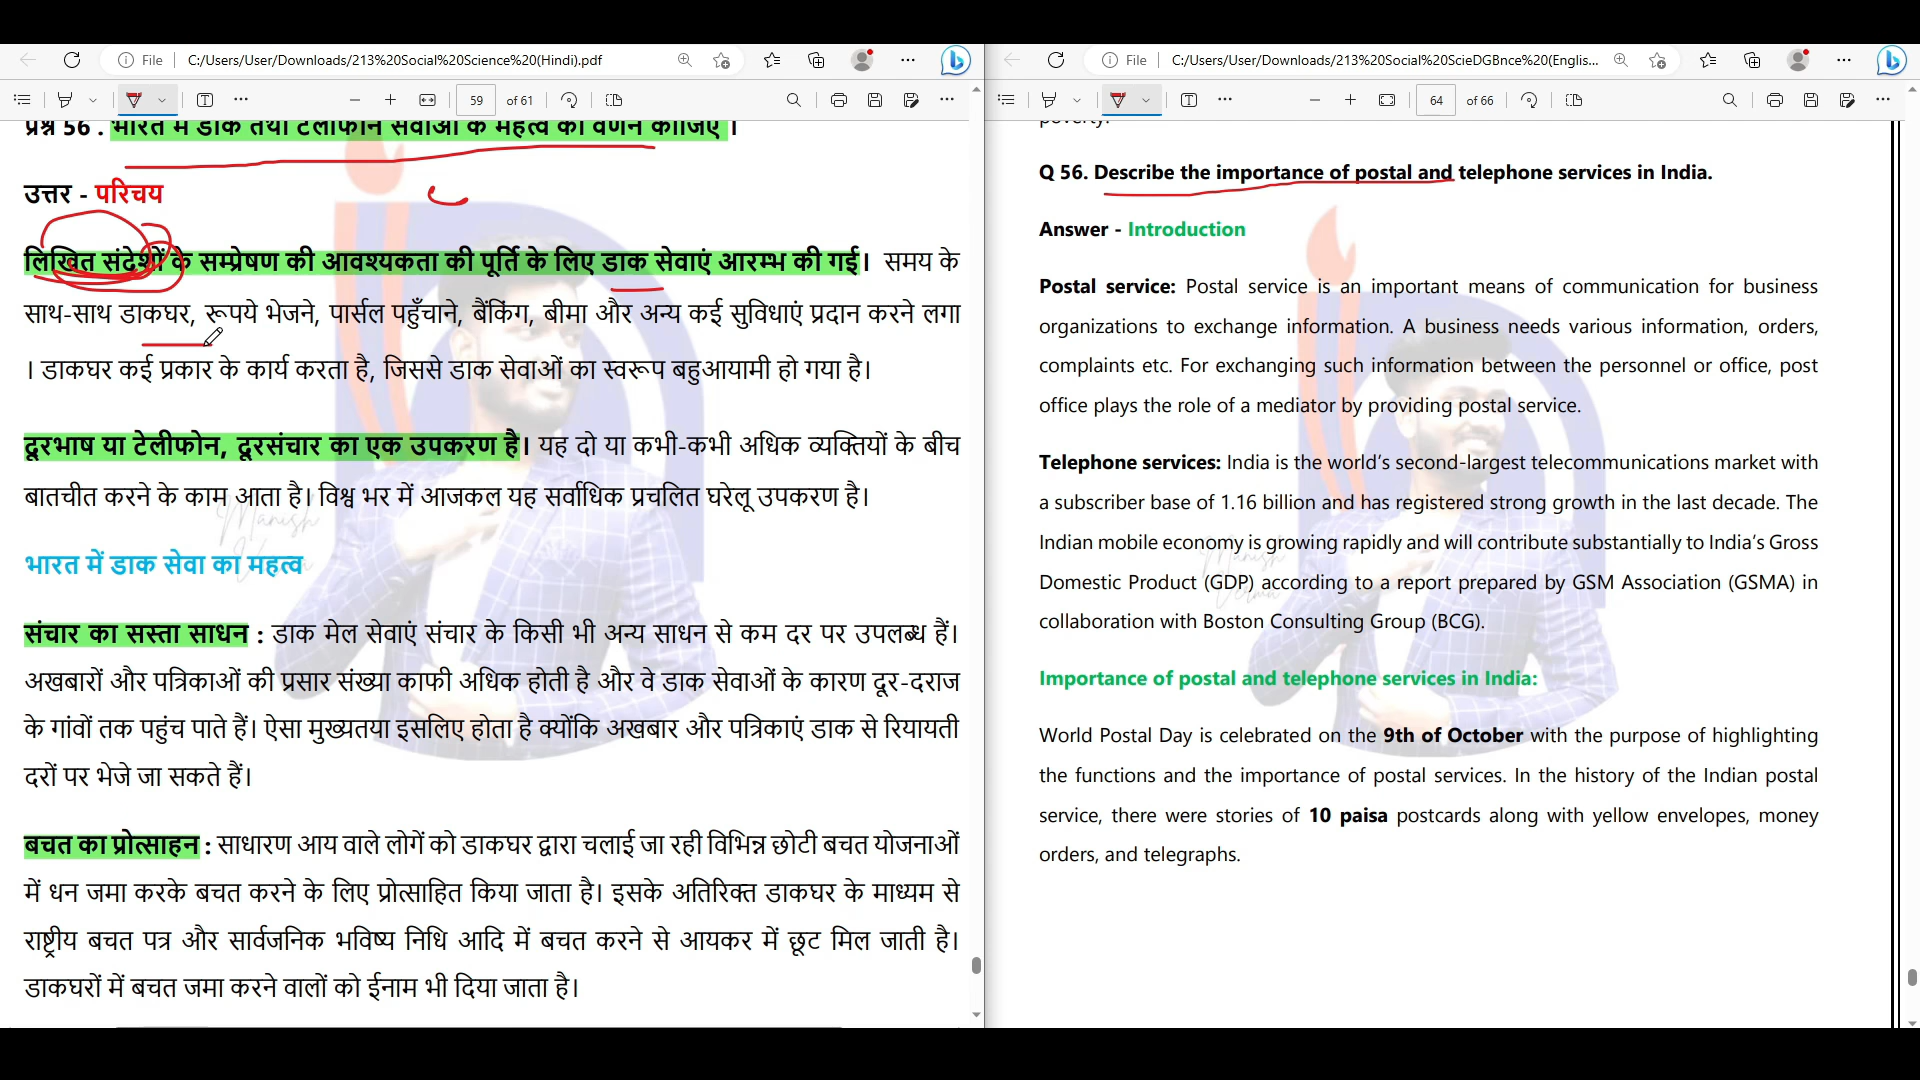 File C:/Users/User/Downloads/213%20Social%20Science%20(Hindi).pdf
59 of 61
प्रश्न 56 . भारत में डाक तथा टेलीफोन सेवाओं के महत्व का वर्णन कीजिए ।
उत्तर - परिचय
लिखित संदेशों के सम्प्रेषण की आवश्यकता की पूर्ति के लिए डाक सेवाएं आरम्भ की गई। समय के
साथ-साथ डाकघर, रूपये भेजने, पार्सल पहुँचाने, बैंकिंग, बीमा और अन्य कई सुविधाएं प्रदान करने लगा
। डाकघर कई प्रकार के कार्य करता है, जिससे डाक सेवाओं का स्वरूप बहुआयामी हो गया है।
दूरभाष या टेलीफोन, दूरसंचार का एक उपकरण है। यह दो या कभी-कभी अधिक व्यक्तियों के बीच
बातचीत करने के काम आता है। विश्व भर में आजकल यह सर्वाधिक प्रचलित घरेलू उपकरण है।
भारत में डाक सेवा का महत्व
संचार का सस्ता साधन : डाक मेल सेवाएं संचार के किसी भी अन्य साधन से कम दर पर उपलब्ध हैं।
अखबारों और पत्रिकाओं की प्रसार संख्या काफी अधिक होती है और वे डाक सेवाओं के कारण दूर-दराज
के गांवों तक पहुंच पाते हैं। ऐसा मुख्यतया इसलिए होता है क्योंकि अखबार और पत्रिकाएं डाक से रियायती
दरों पर भेजे जा सकते हैं।
बचत का प्रोत्साहन : साधारण आय वाले लोगें को डाकघर द्वारा चलाई जा रही विभिन्न छोटी बचत योजनाओं
में धन जमा करके बचत करने के लिए प्रोत्साहित किया जाता है। इसके अतिरिक्त डाकघर के माध्यम से
राष्ट्रीय बचत पत्र और सार्वजनिक भविष्य निधि आदि में बचत करने से आयकर में छूट मिल जाती है।
डाकघरों में बचत जमा करने वालों को ईनाम भी दिया जाता है।
Manish
Verma
File C:/Users/User/Downloads/213%20Social%20ScieDGBnce%20(Englis...
64 of 66
poverty.
Q 56. Describe the importance of postal and telephone services in India.
Answer - Introduction
Postal service: Postal service is an important means of communication for business
organizations to exchange information. A business needs various information, orders,
complaints etc. For exchanging such information between the personnel or office, post
office plays the role of a mediator by providing postal service.
Telephone services: India is the world's second-largest telecommunications market with
a subscriber base of 1.16 billion and has registered strong growth in the last decade. The
Indian mobile economy is growing rapidly and will contribute substantially to India's Gross
Domestic Product (GDP) according to a report prepared by GSM Association (GSMA) in
collaboration with Boston Consulting Group (BCG).
Importance of postal and telephone services in India:
World Postal Day is celebrated on the 9th of October with the purpose of highlighting
the functions and the importance of postal services. In the history of the Indian postal
service, there were stories of 10 paisa postcards along with yellow envelopes, money
orders, and telegraphs.
Manish
Verma